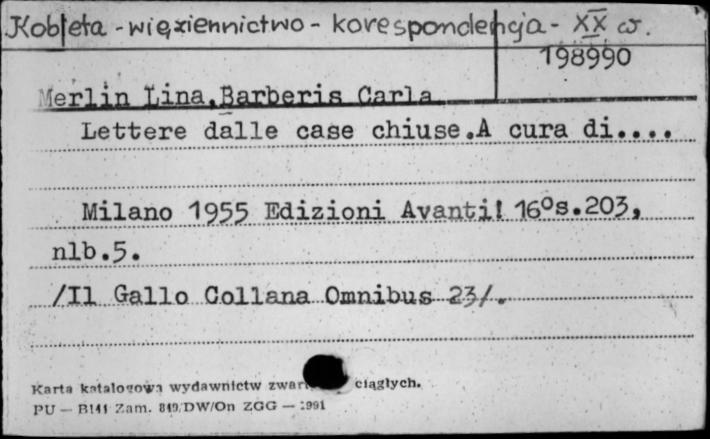 Kobieta - więziennictwo - korespondencja - XX w.
198990
Merlin Lina, Barberis Carla
Lettere dalle case chiuse. A cura di....
Milano 1955 Edizioni Avanti! 16°s.203,
nlb.5.
/Il Gallo Collana Omnibus 23/.
Karta katalogowa wydawnictw ciągłych.
PU — B141 Zam. 849/DW/On ZGG —